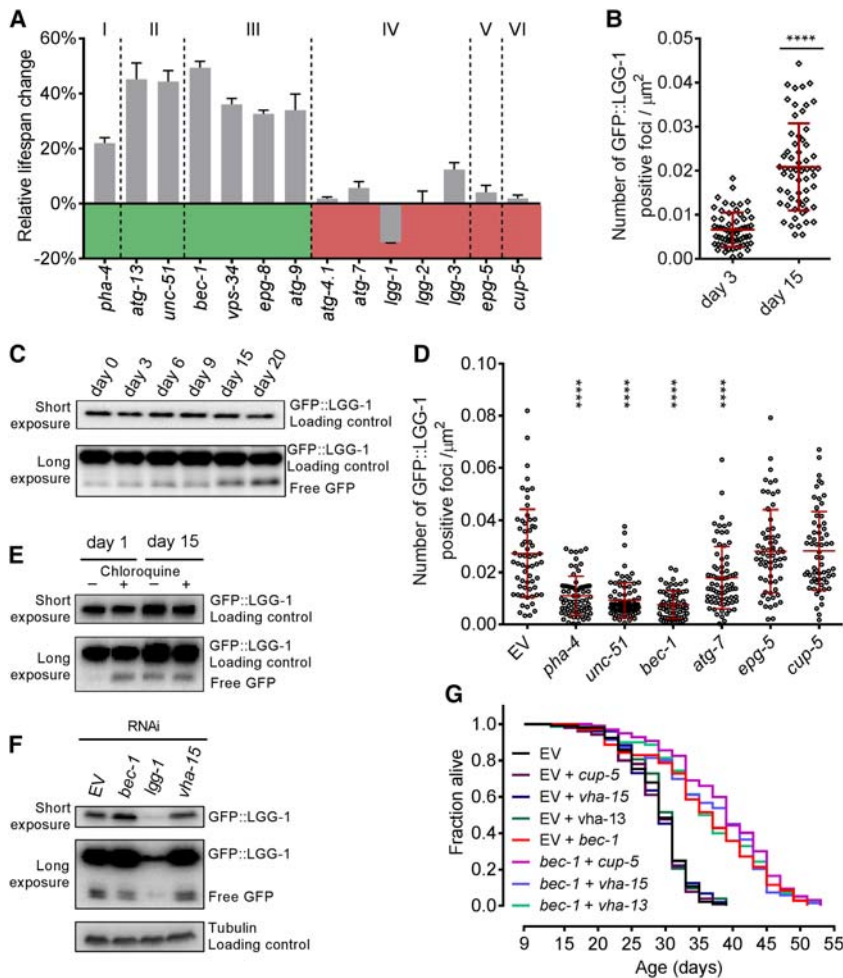 A
I II III IV V VI
Relative lifespan change
60%
40%
20%
0%
-20%
pha-4
atg-13
unc-51
bec-1
vps-34
epg-8
atg-9
atg-4.1
atg-7
lgg-1
lgg-2
lgg-3
epg-5
cup-5
B
****
Number of GFP::LGG-1
positive foci / μm²
0.05
0.04
0.03
0.02
0.01
0.00
day 3
day 15
C
day 0
day 3
day 6
day 9
day 15
day 20
Short
exposure
GFP::LGG-1
Loading control
Long
exposure
GFP::LGG-1
Loading control
Free GFP
D
Number of GFP::LGG-1
positive foci/μm²
0.10
0.08
0.06
0.04
0.02
0.00
****
****
****
****
EV
pha-4
unc-51
bec-1
atg-7
epg-5
cup-5
E
day 1 day 15
Chloroquine
– + – +
Short
exposure
GFP::LGG-1
Loading control
Long
exposure
GFP::LGG-1
Loading control
Free GFP
F
RNAi
EV
bec-1
lgg-1
vha-15
Short
exposure
GFP::LGG-1
Long
exposure
GFP::LGG-1
Free GFP
Tubulin
Loading control
G
Fraction alive
1.0
0.8
0.6
0.4
0.2
0.0
EV
EV + cup-5
EV + vha-15
EV + vha-13
EV + bec-1
bec-1 + cup-5
bec-1 + vha-15
bec-1 + vha-13
9 15 20 25 30 35 40 45 50 55
Age (days)